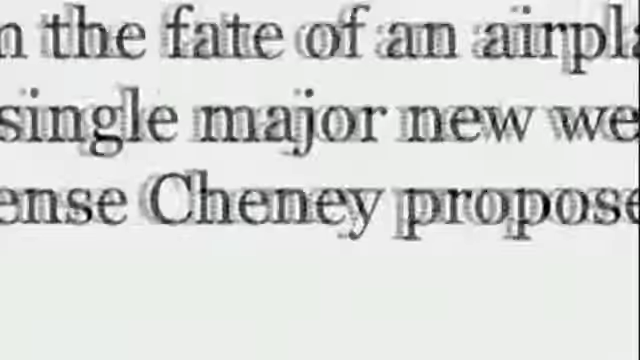 n the fate of an airpla
single major new we
ense Cheney propose